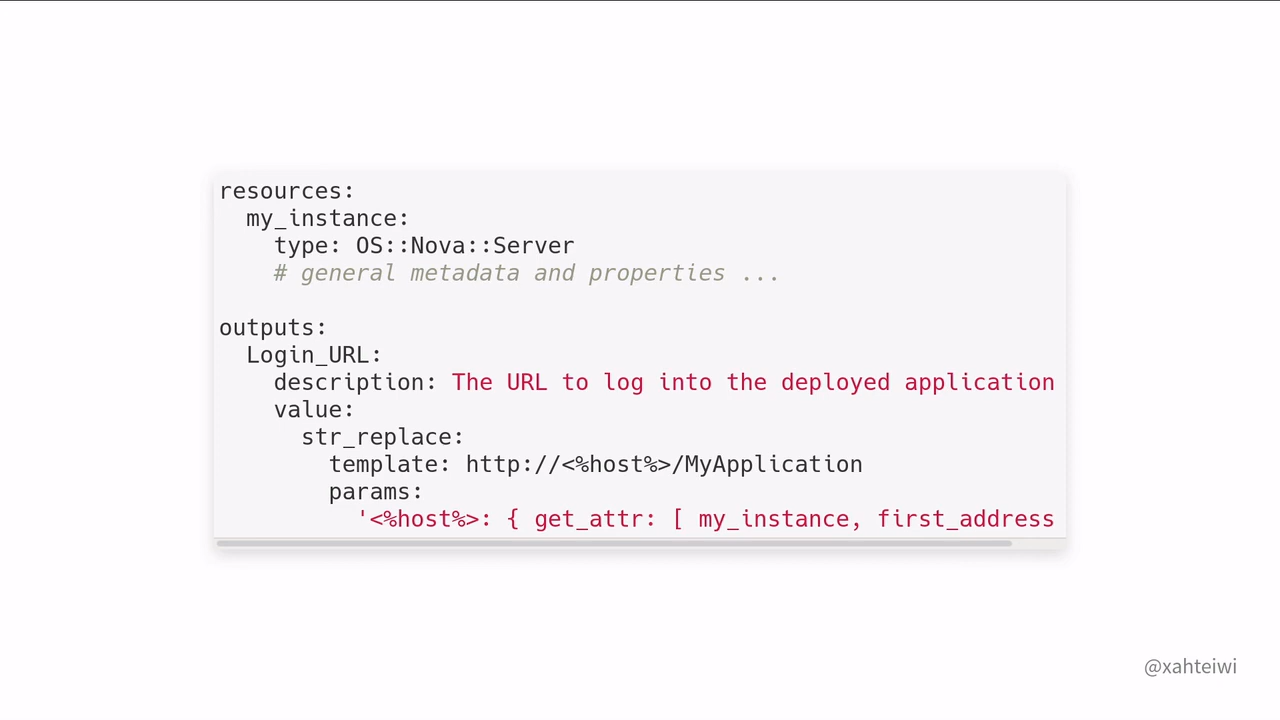 resources:
  my_instance:
    type: OS::Nova::Server
    # general metadata and properties ...
outputs:
  Login_URL:
    description: The URL to log into the deployed application
    value:
      str_replace:
        template: http://<%host%>/MyApplication
        params:
          '<%host%>: { get_attr: [ my_instance, first_address
@xahteiwi